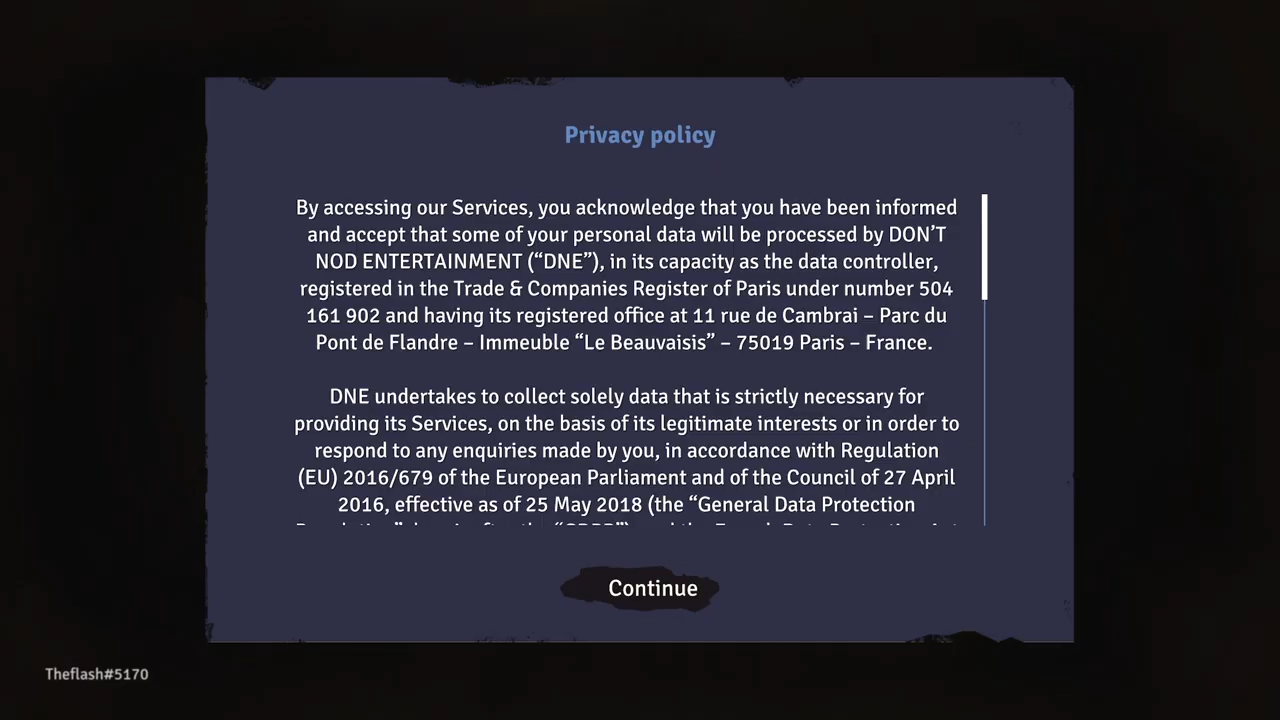 Privacy policy
By accessing our Services, you acknowledge that you have been informed
and accept that some of your personal data will be processed by DON'T
NOD ENTERTAINMENT (“DNE”), in its capacity as the data controller,
registered in the Trade & Companies Register of Paris under number 504
161 902 and having its registered office at 11 rue de Cambrai – Parc du
Pont de Flandre – Immeuble “Le Beauvaisis” – 75019 Paris – France.
DNE undertakes to collect solely data that is strictly necessary for
providing its Services, on the basis of its legitimate interests or in order to
respond to any enquiries made by you, in accordance with Regulation
(EU) 2016/679 of the European Parliament and of the Council of 27 April
2016, effective as of 25 May 2018 (the “General Data Protection
Continue
Theflash#5170